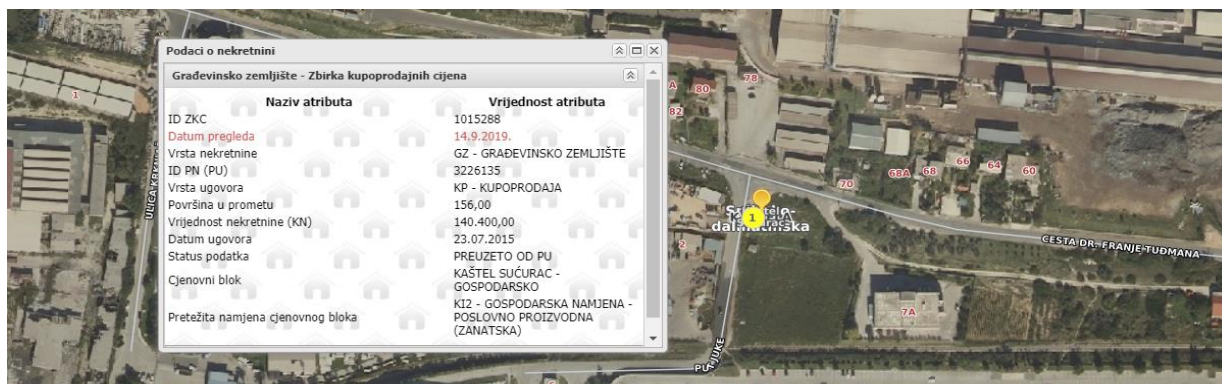 Podaci o nekretnini
Građevinsko zemljište - Zbirka kupoprodajnih cijena
Naziv atributa Vrijednost atributa
ID ZKC 1015288
Datum pregleda 14.9.2019.
Vrsta nekretnine GZ - GRAĐEVINSKO ZEMLJIŠTE
ID PN (PU) 3226135
Vrsta ugovora KP - KUPOPRODAJA
Površina u prometu 156,00
Vrijednost nekretnine (KN) 140.400,00
Datum ugovora 23.07.2015
Status podatka PREUZETO OD PU
Cjenovni blok KAŠTEL SUĆURAC -
GOSPODARSKO
Pretežita namjena cjenovnog bloka KI2 - GOSPODARSKA NAMJENA -
POSLOVNO PROIZVODNA
(ZANATSKA)
1
ULICA
A
80
78
82
66
64
68A
68
60
70
1
2
CESTA DR. FRANJE TUĐMANA
7A
PUT JUKE